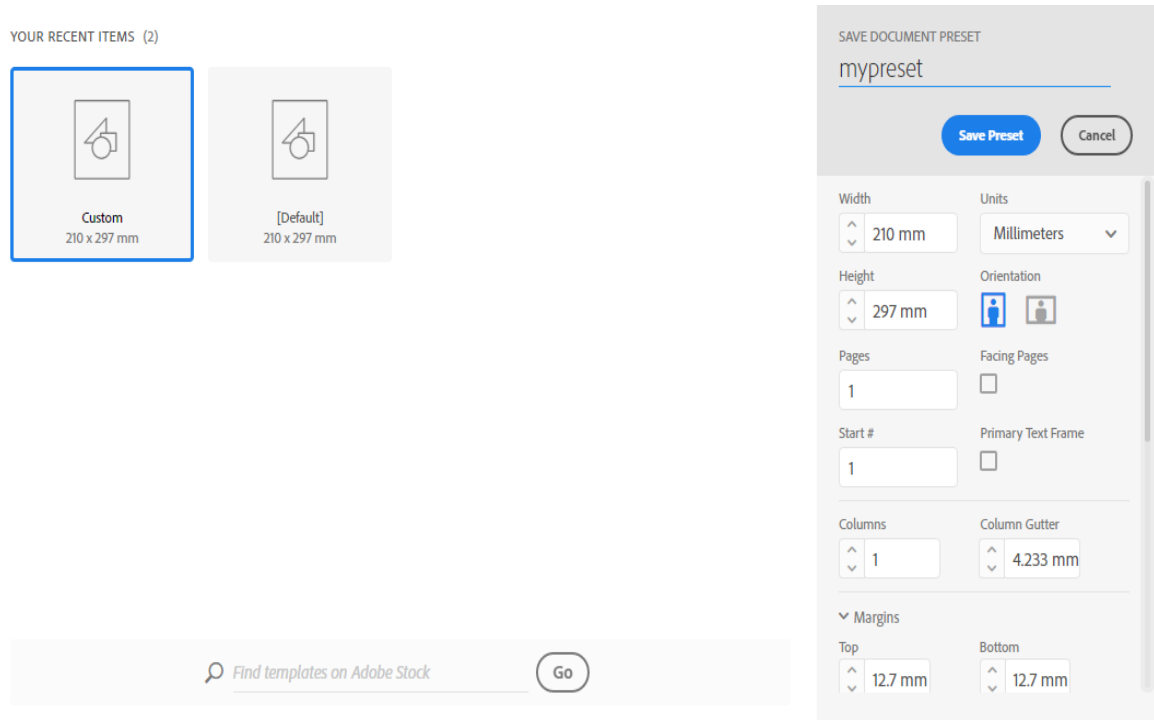 YOUR RECENT ITEMS (2)
Custom
210 x 297 mm
[Default]
210 x 297 mm
Find templates on Adobe Stock
Go
SAVE DOCUMENT PRESET
mypreset
Save Preset
Cancel
Width
Units
210 mm
Millimeters
Height
Orientation
297 mm
Pages
Facing Pages
1
Start #
Primary Text Frame
1
Columns
Column Gutter
1
4.233 mm
Margins
Top
Bottom
12.7 mm
12.7 mm